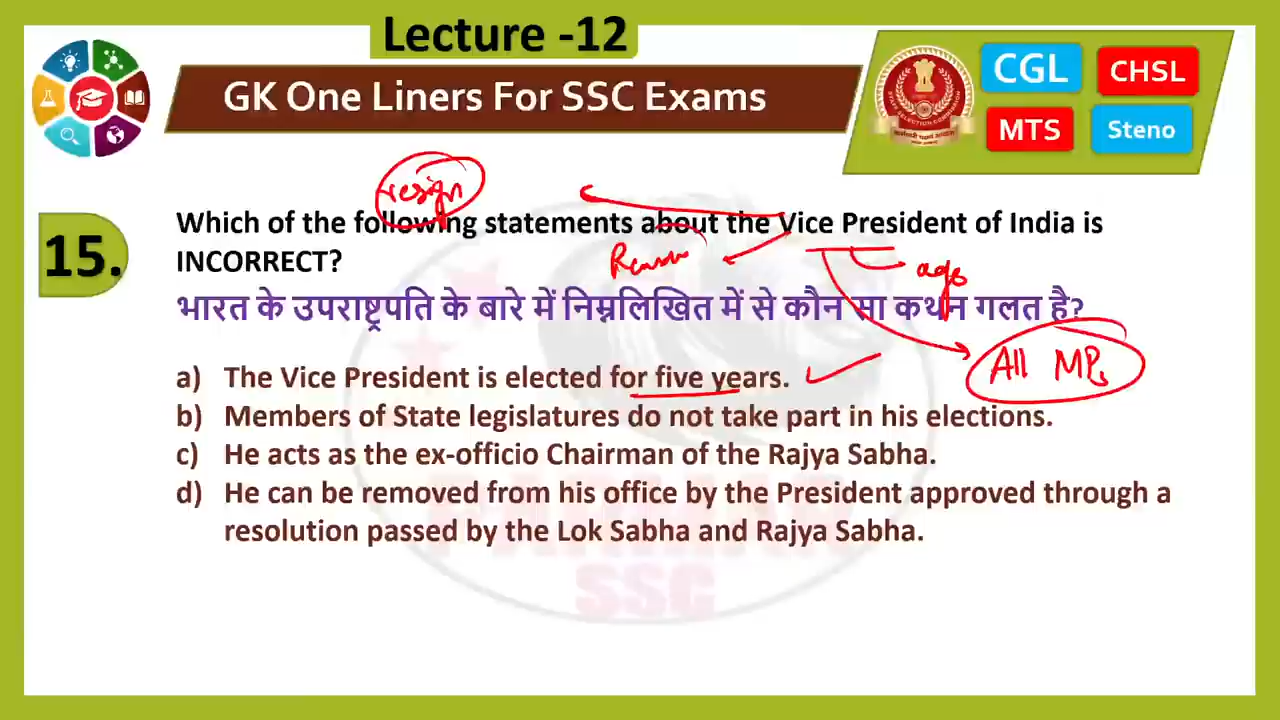 Lecture -12
GK One Liners For SSC Exams
CGL
CHSL
MTS
Steno
resign
15.
Which of the following statements about the Vice President of India is
INCORRECT?
age
भारत के उपराष्ट्रपति के बारे में निम्नलिखित में से कौन सा कथन गलत है?
All MPs
a) The Vice President is elected for five years.
b) Members of State legislatures do not take part in his elections.
c) He acts as the ex-officio Chairman of the Rajya Sabha.
d) He can be removed from his office by the President approved through a
resolution passed by the Lok Sabha and Rajya Sabha.
PARMAR
SSC